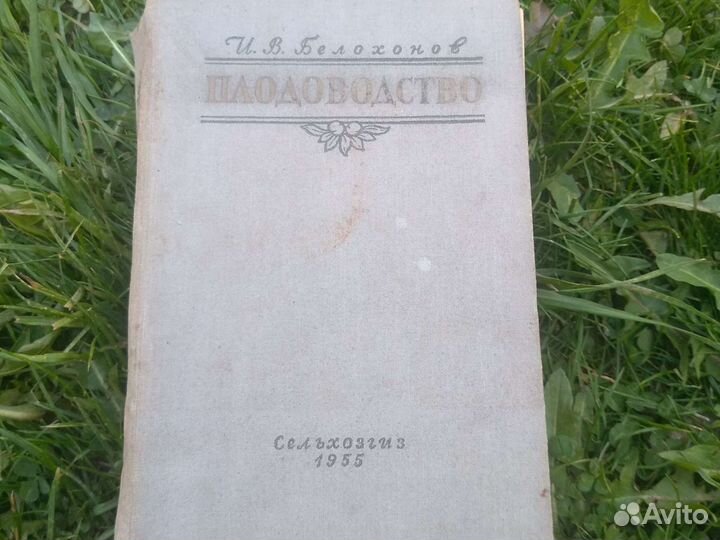 И. В. Белохонов
ПЛОДОВОДСТВО
Сельхозгиз
1955
Avito